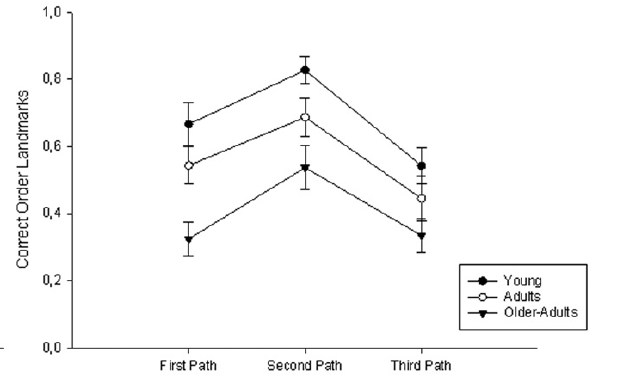 1,0
0,8
0,6
0,4
0,2
0,0
Correct Order Landmarks
First Path Second Path Third Path
Young
Adults
Older-Adults